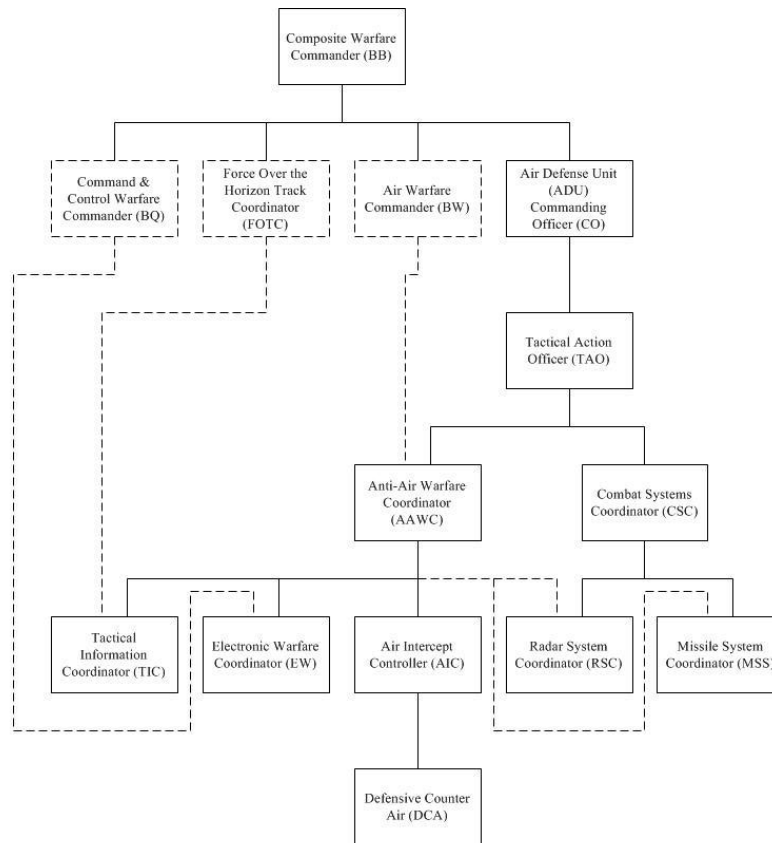 Composite Warfare
Commander (BB)
Command &
Control Warfare
Commander (BQ)
Force Over the
Horizon Track
Coordinator
(FOTC)
Air Warfare
Commander (BW)
Air Defense Unit
(ADU)
Commanding
Officer (CO)
Tactical Action
Officer (TAO)
Anti-Air Warfare
Coordinator
(AAWC)
Combat Systems
Coordinator (CSC)
Tactical
Information
Coordinator (TIC)
Electronic Warfare
Coordinator (EW)
Air Intercept
Controller (AIC)
Radar System
Coordinator (RSC)
Missile System
Coordinator (MSS)
Defensive Counter
Air (DCA)